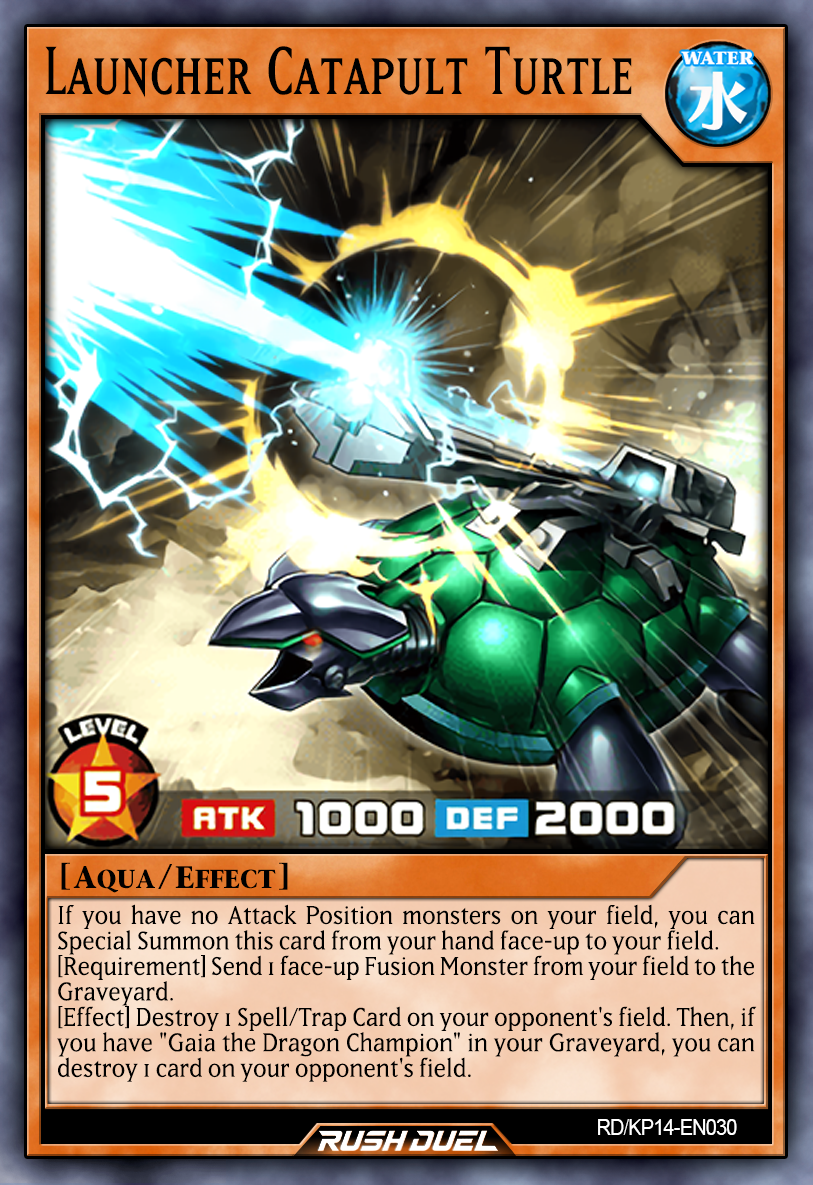 Launcher Catapult Turtle
WATER
水
LEVEL
5
ATK 1000 DEF 2000
[Aqua/Effect]
If you have no Attack Position monsters on your field, you can
Special Summon this card from your hand face-up to your field.
[Requirement] Send 1 face-up Fusion Monster from your field to the
Graveyard.
[Effect] Destroy 1 Spell/Trap Card on your opponent's field. Then, if
you have "Gaia the Dragon Champion" in your Graveyard, you can
destroy 1 card on your opponent's field.
RD/KP14-EN030
RUSH DUEL